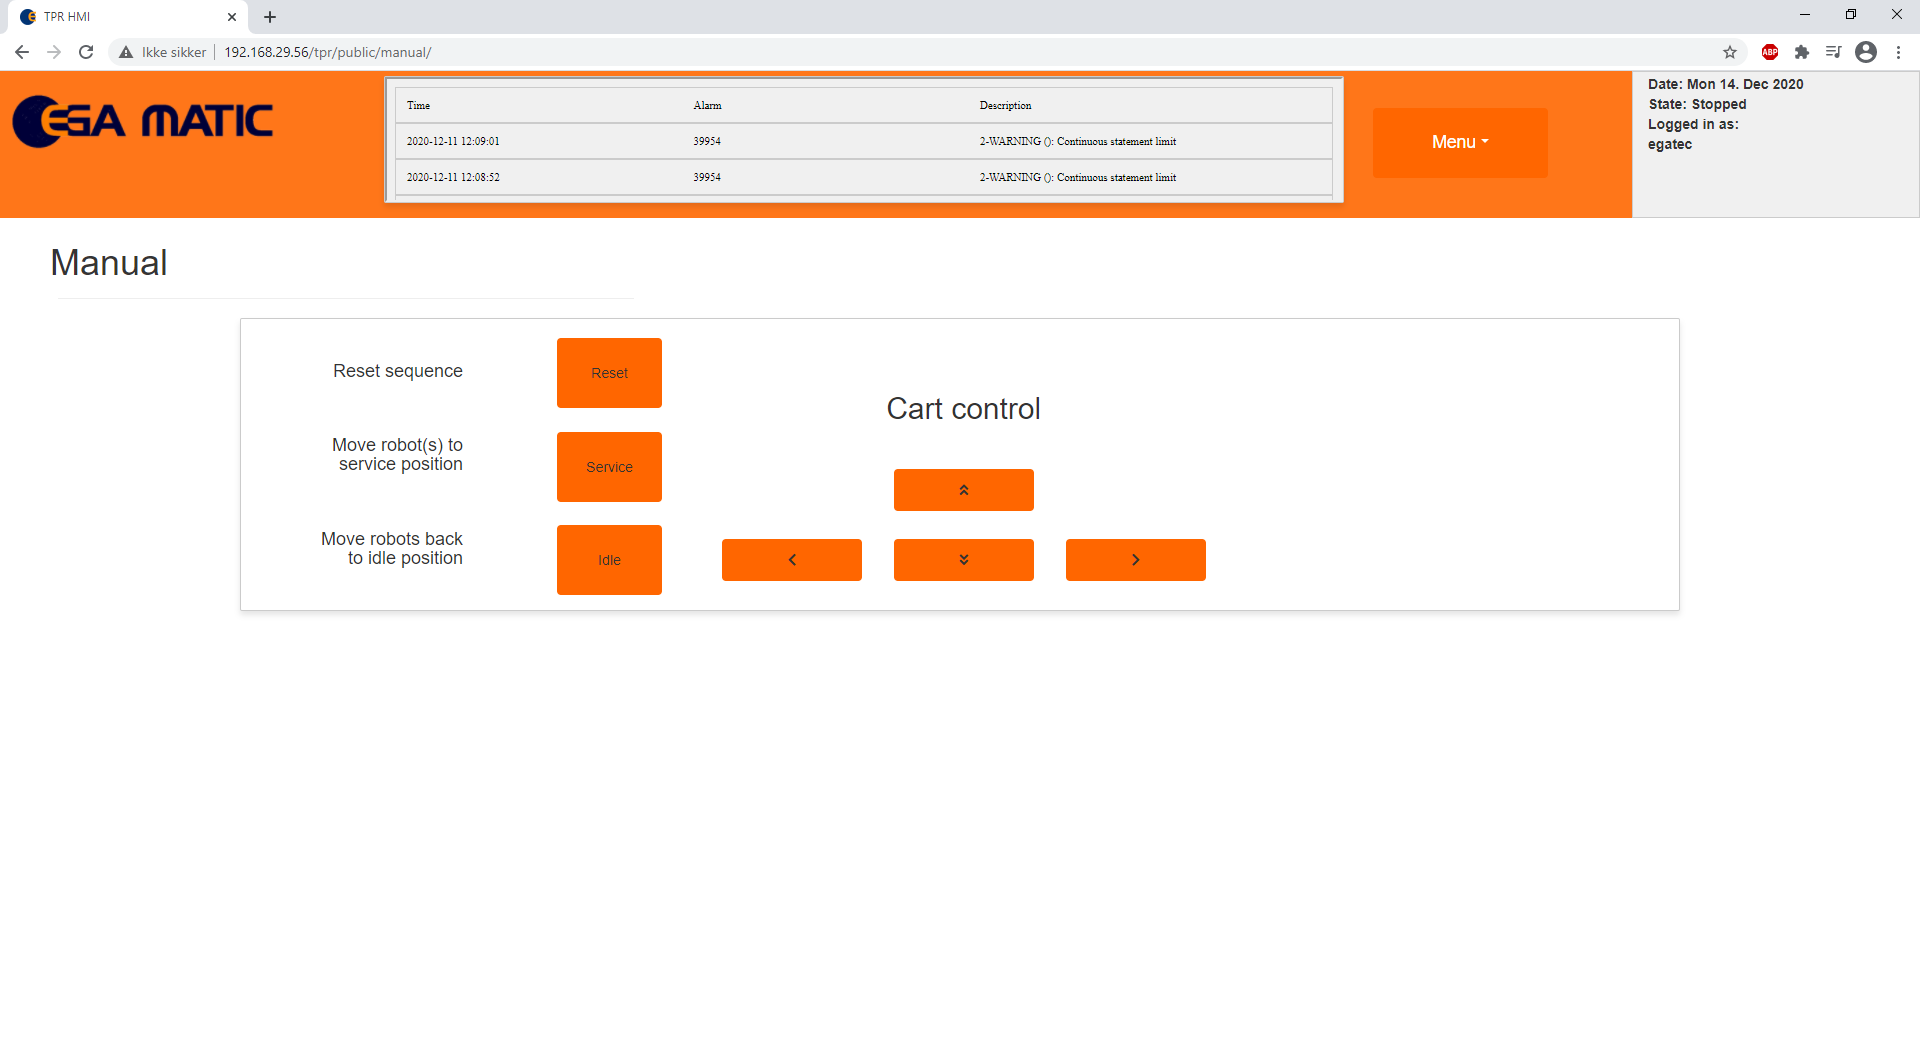 TPR HMI
Ikke sikker 192.168.29.56/tpr/public/manual/
ABP
EGA MATIC
Time Alarm Description
2020-12-11 12:09:01 39954 2-WARNING (): Continuous statement limit
2020-12-11 12:08:52 39954 2-WARNING (): Continuous statement limit
Menu
Date: Mon 14. Dec 2020
State: Stopped
Logged in as:
egatec
Manual
Reset sequence
Reset
Move robot(s) to
service position
Service
Move robots back
to idle position
Idle
Cart control